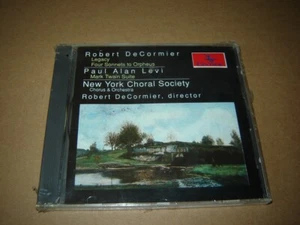 Robert DeCormier
Legacy
Four Sonnets to Orpheus
Paul Alan Levi
Mark Twain Suite
New York Choral Society
Chorus & Orchestra
Robert DeCormier, director